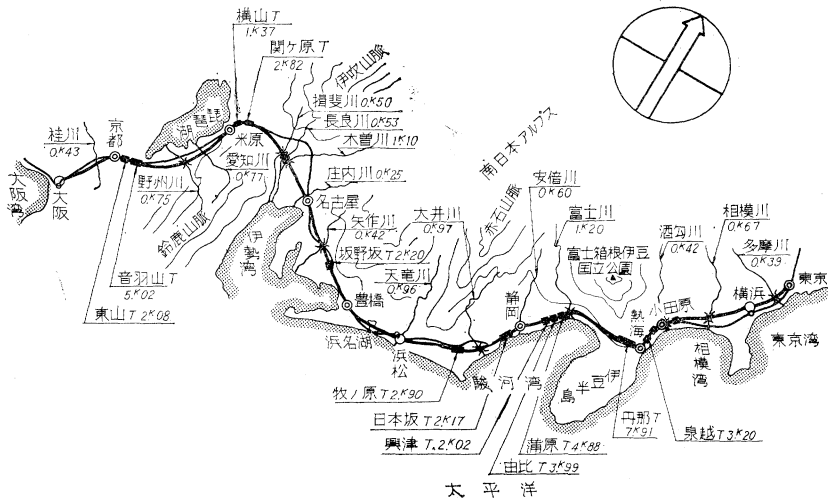 横山T
1.K37
関ヶ原T
2.K82
伊吹山脈
揖斐川0.K50
長良川0.K53
木曽川1.K10
琵琶湖
米原
京都
桂川
0.K43
大阪
大阪湾
愛知川
0.K77
野州川
0.K75
鈴鹿山脈
庄内川0.K25
名古屋
伊勢湾
矢作川
0.K42
坂野坂T2.K20
音羽山T
5.K02
東山T2.K08
豊橋
天竜川
0.K96
浜名湖
浜松
大井川
0.K97
南日本アルプス
赤石山脈
安倍川
0.K60
静岡
富士川
1.K20
富士箱根伊豆
国立公園
酒匂川
0.K42
相模川
0.K67
多摩川
0.K39
東京
横浜
小田原
熱海
東京湾
相模湾
駿河湾
伊豆半島
牧ノ原T2.K90
日本坂T2.K17
興津T.2.K02
由比T3.K99
蒲原T4.K88
丹那T
7.K91
泉越T3.K20
太平洋